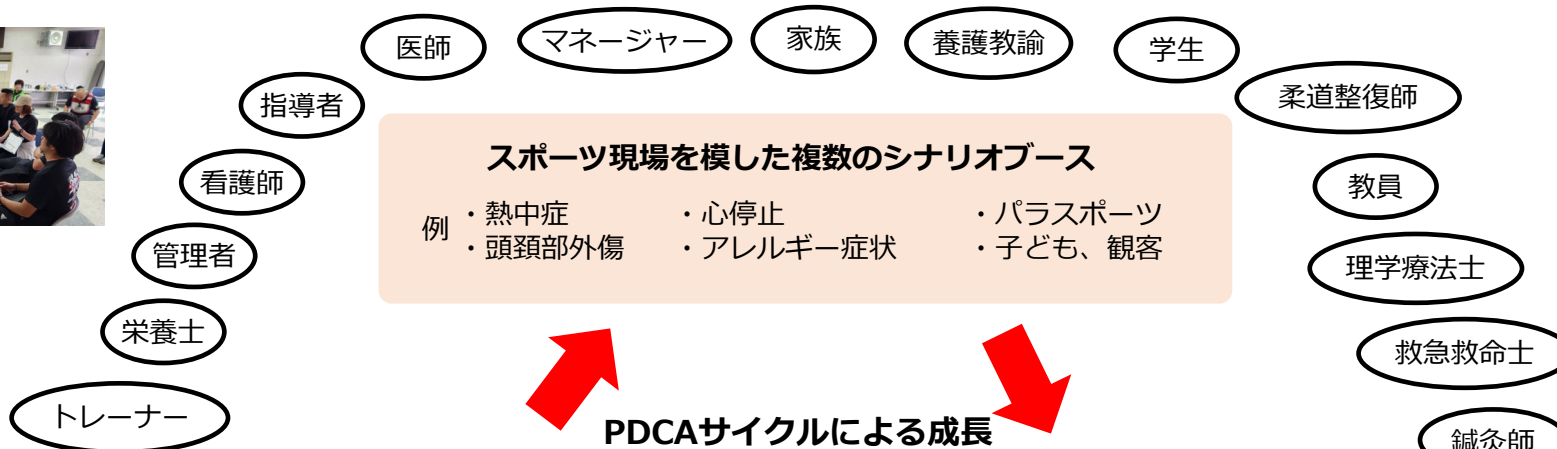 医師
マネージャー
家族
養護教諭
学生
指導者
柔道整復師
看護師
教員
管理者
理学療法士
栄養士
救急救命士
トレーナー
鍼灸師
スポーツ現場を模した複数のシナリオブース
例
・熱中症 ・心停止 ・パラスポーツ
・頭頚部外傷 ・アレルギー症状 ・子ども、観客
PDCAサイクルによる成長